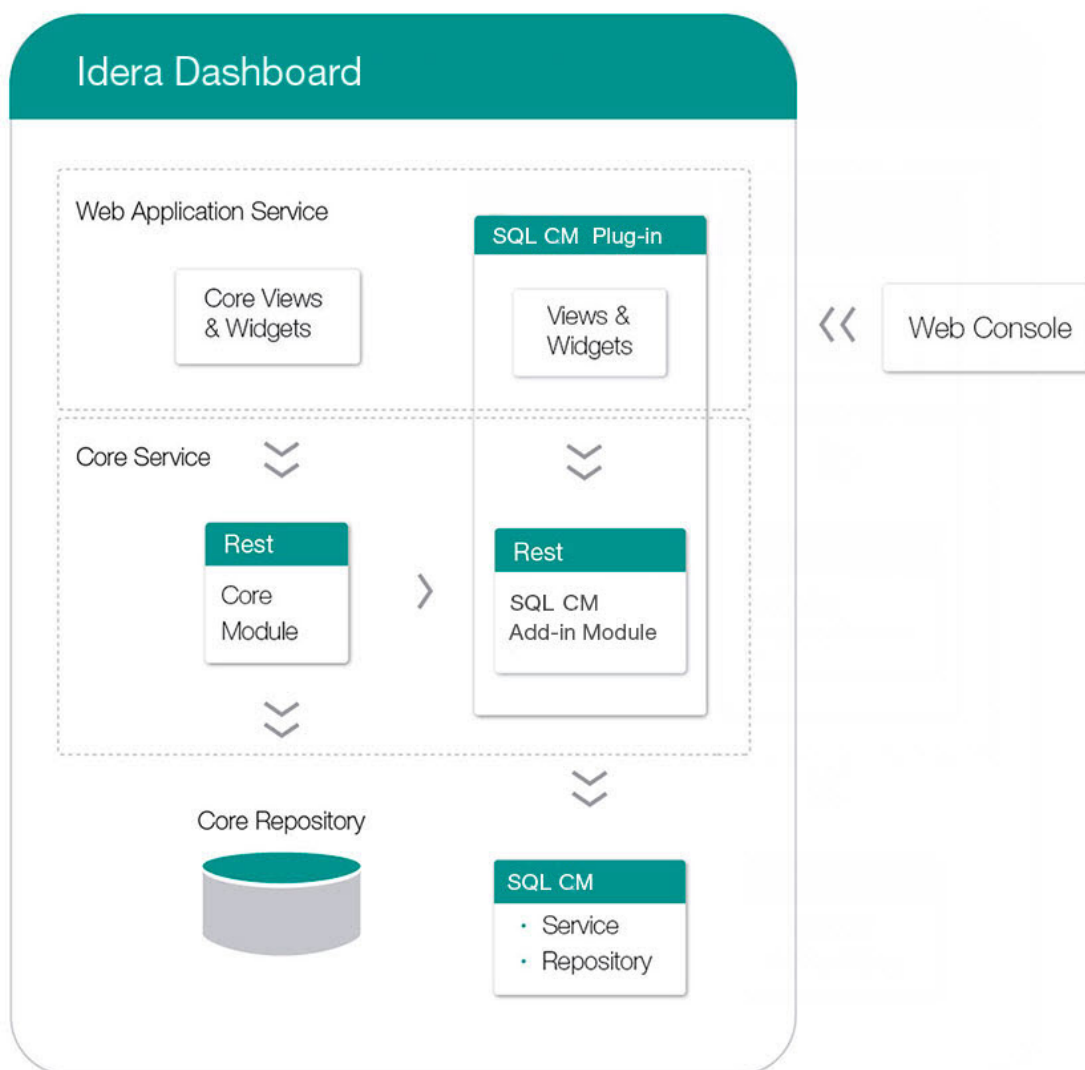 Idera Dashboard
Web Application Service
SQL CM Plug-in
Core Views
& Widgets
Views &
Widgets
Web Console
Core Service
Rest
Core
Module
Rest
SQL CM
Add-in Module
Core Repository
SQL CM
· Service
· Repository